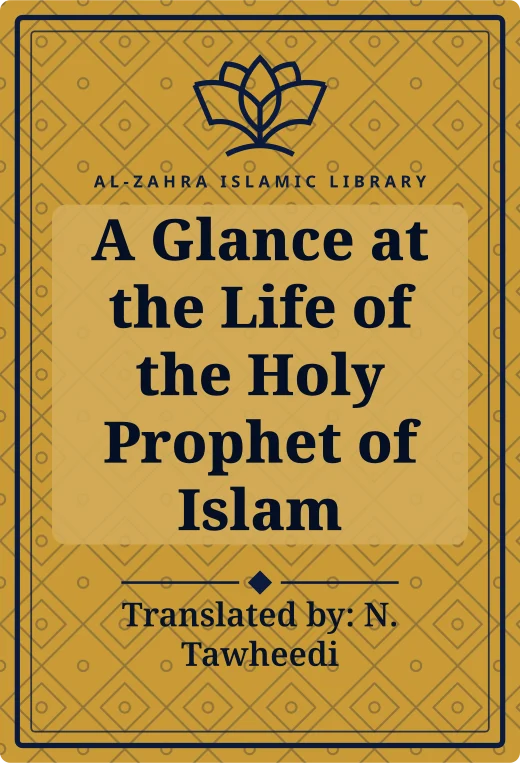 AL-ZAHRA ISLAMIC LIBRARY
A Glance at
the Life of
the Holy
Prophet of
Islam
Translated by: N.
Tawheedi